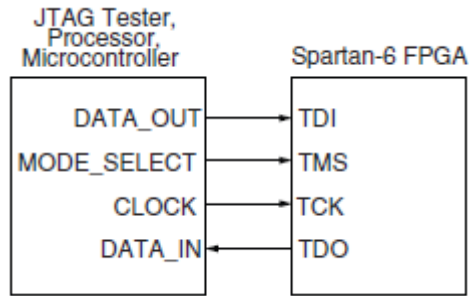 JTAG Tester,
Processor,
Microcontroller
Spartan-6 FPGA
DATA_OUT TDI
MODE_SELECT TMS
CLOCK TCK
DATA_IN TDO